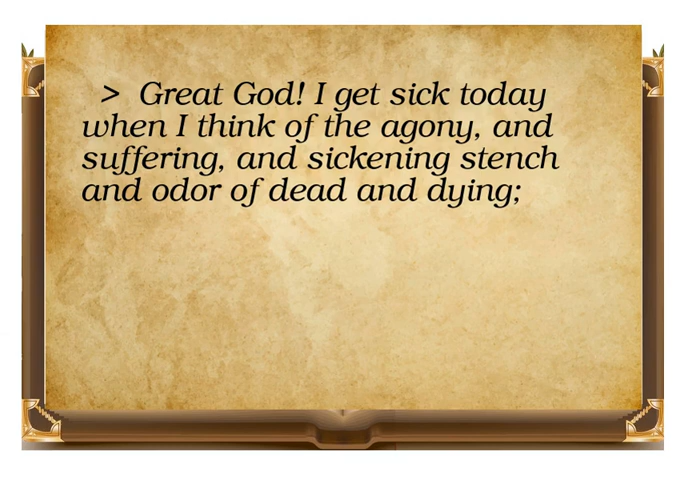 > Great God! I get sick today
when I think of the agony, and
suffering, and sickening stench
and odor of dead and dying;